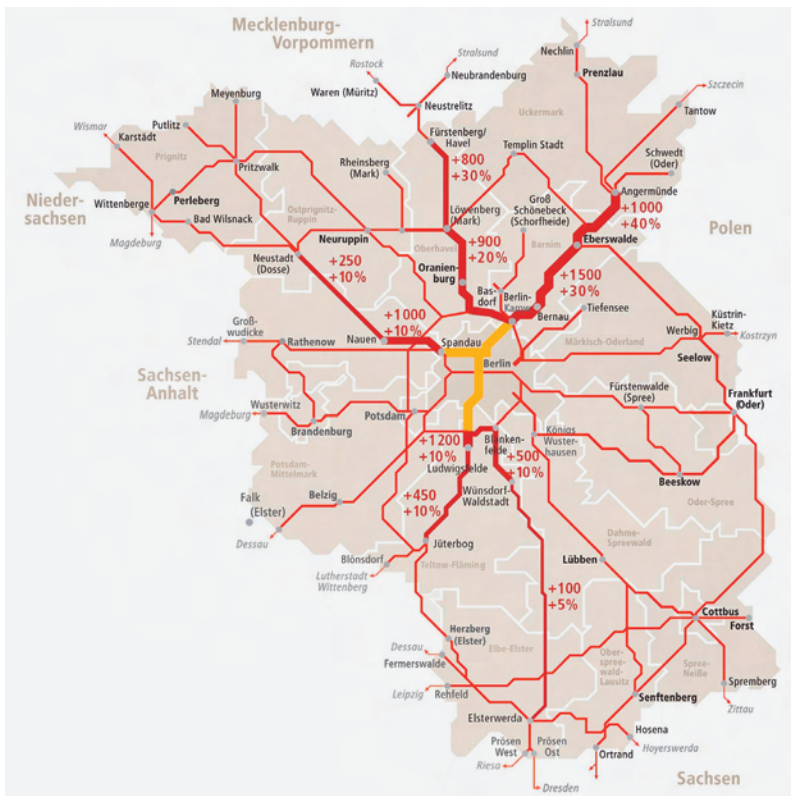 Mecklenburg-
Vorpommern
Stralsund
Nechlin
Prenzlau
Stralsund
Rostock
Neubrandenburg
Waren (Müritz)
Neustrelitz
Szczecin
Tantow
Uckermark
Meyenburg
Wismar
Putlitz
Karstädt
Prignitz
Pritzwalk
Fürstenberg/
Havel
+800
+30%
Templin Stadt
Schwedt
(Oder)
Rheinsberg
(Mark)
Angermünde
+1000
+40%
Nieder-
sachsen
Perleberg
Wittenberge
Bad Wilsnack
Magdeburg
Ostprignitz-
Ruppin
Neuruppin
Löwenberg
(Mark)
Groß
Schönebeck
(Schorfheide)
Polen
Oberhavel
Barnim
Eberswalde
+900
+20%
Neustadt
(Dosse)
+250
+10%
Oranien-
burg
+1500
+30%
Bas-
dorf
Berlin-
Karow
Bernau
Tiefensee
Groß-
wudicke
+1000
+10%
Küstrin-
Kietz
Kostrzyn
Werbig
Stendal
Rathenow
Nauen
Spandau
Märkisch-Oderland
Seelow
Berlin
Sachsen-
Anhalt
Fürstenwalde
(Spree)
Frankfurt
(Oder)
Magdeburg
Wusterwitz
Brandenburg
Potsdam
+1200
+10%
Ludwigsfelde
Blanken-
felde
+500
+10%
Königs
Wuster-
hausen
Potsdam-
Mittelmark
Beeskow
Wünsdorf-
Waldstadt
+450
+10%
Oder-Spree
Falk
(Elster)
Belzig
Dessau
Dahme-
Spreewald
Jüterbog
Blönsdorf
Lutherstadt
Wittenberg
Teltow-Fläming
Lübben
+100
+5%
Cottbus
Forst
Herzberg
(Elster)
Dessau
Fermerswalde
Elbe-Elster
Ober-
spree-
wald-
Lausitz
Spree-
Neiße
Spremberg
Zittau
Leipzig
Rehfeld
Senftenberg
Elsterwerda
Hosena
Hoyerswerda
Prösen
West
Prösen
Ost
Ortrand
Riesa
Dresden
Sachsen